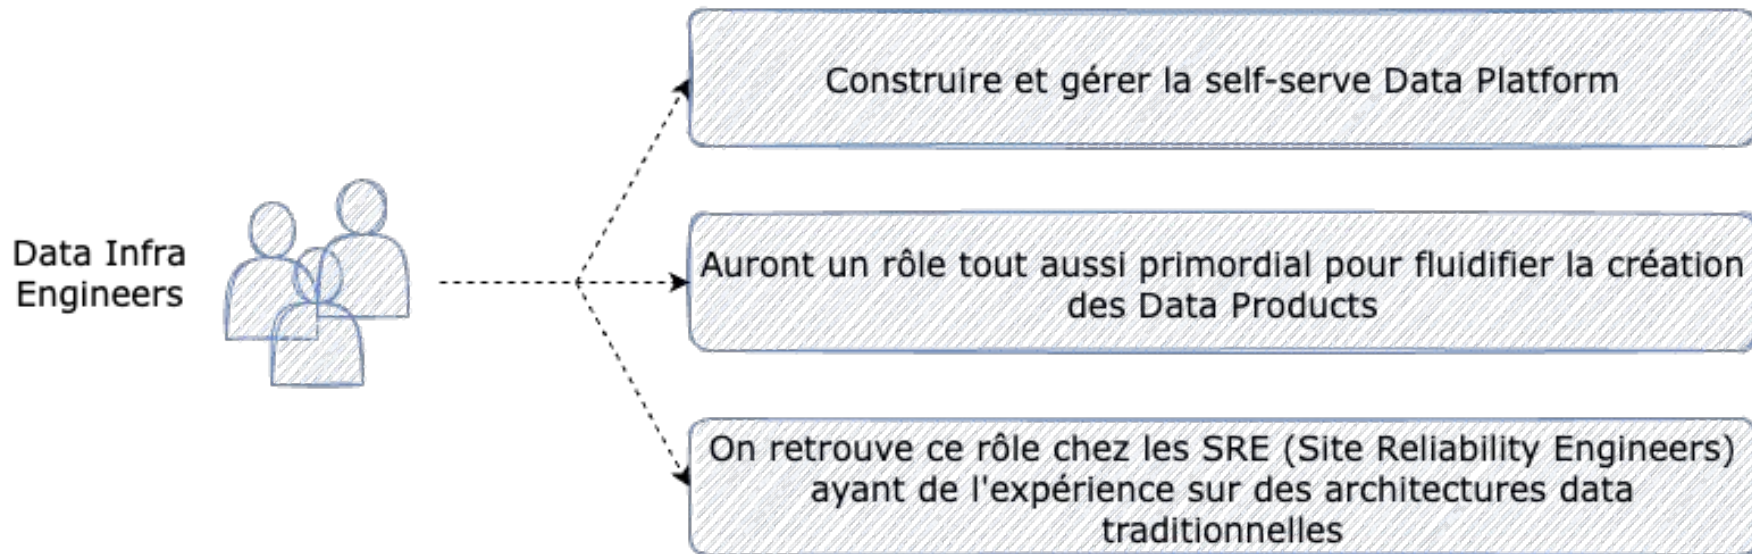 Data Infra
Engineers
Construire et gérer la self-serve Data Platform
Auront un rôle tout aussi primordial pour fluidifier la création
des Data Products
On retrouve ce rôle chez les SRE (Site Reliability Engineers)
ayant de l'expérience sur des architectures data
traditionnelles